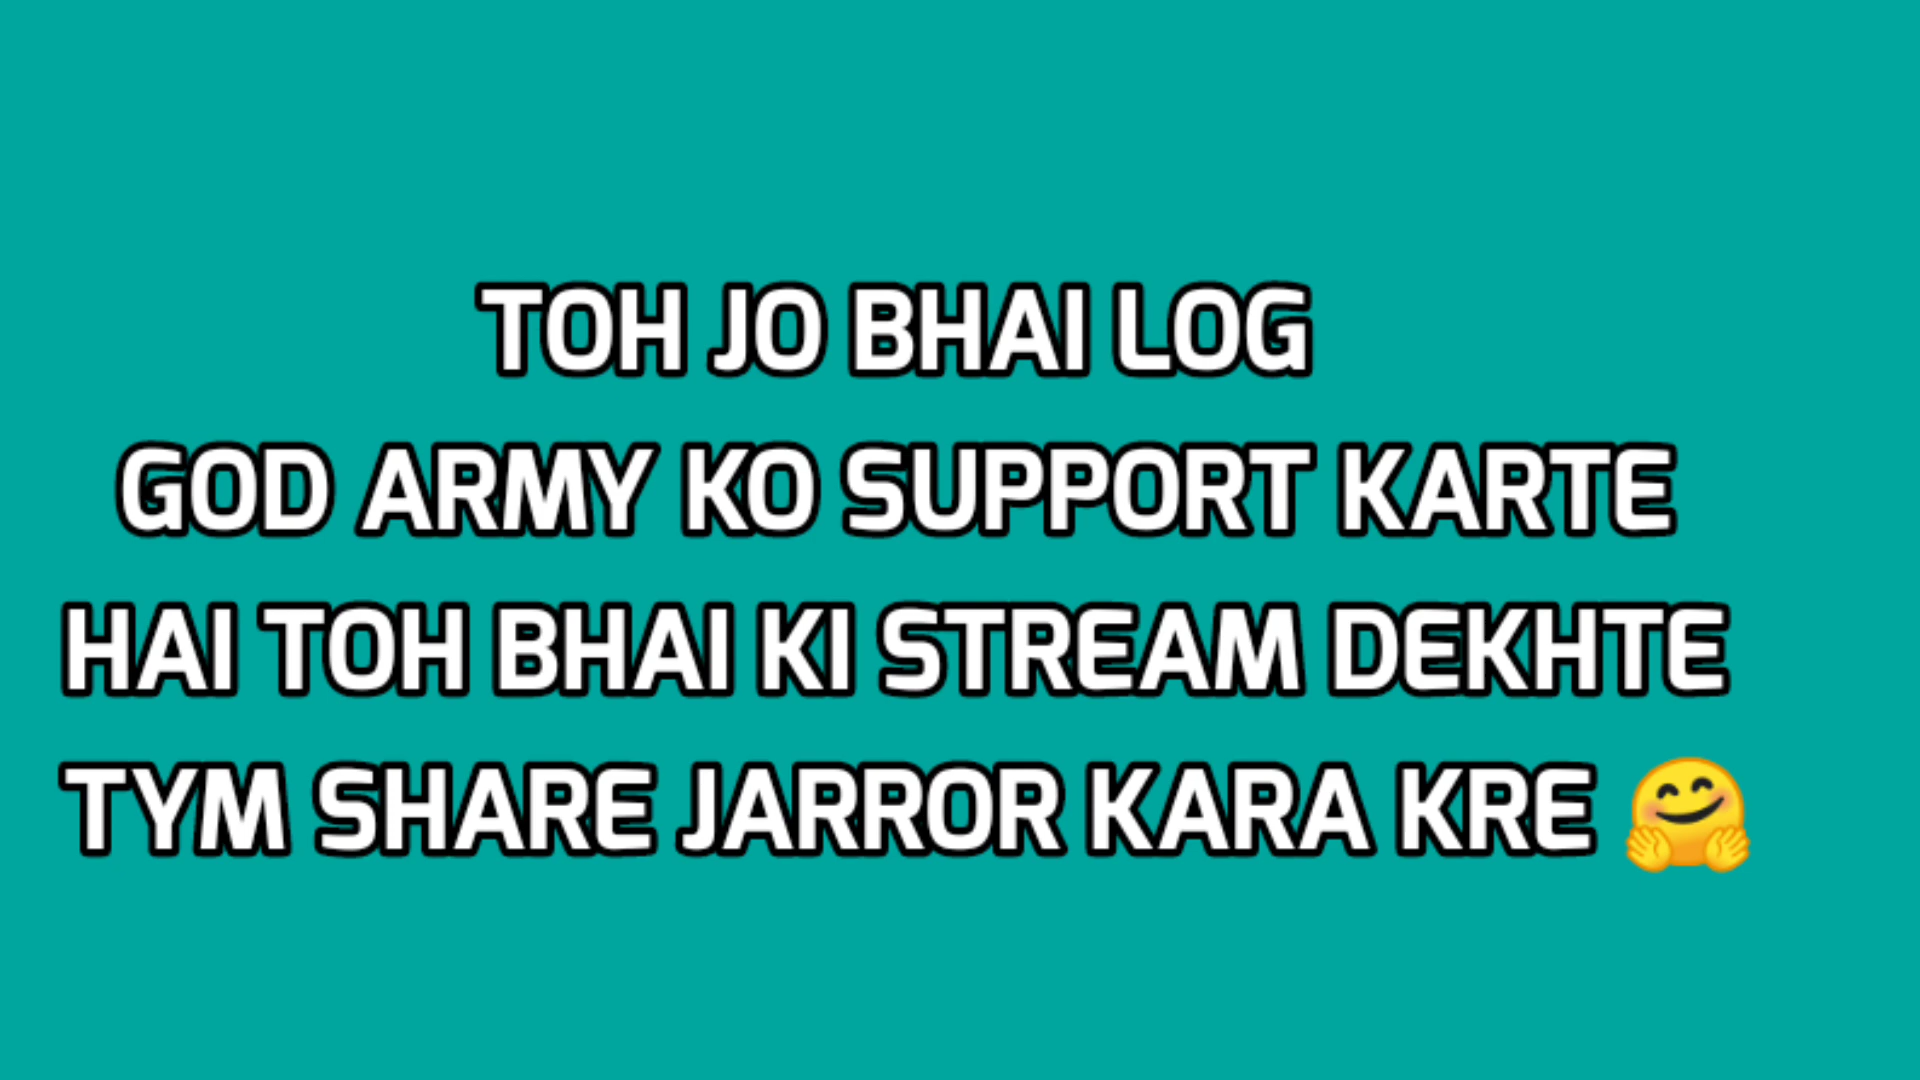 TOH JO BHAI LOG
GOD ARMY KO SUPPORT KARTE
HAI TOH BHAI KI STREAM DEKHTE
TYM SHARE JARROR KARA KRE 🤗